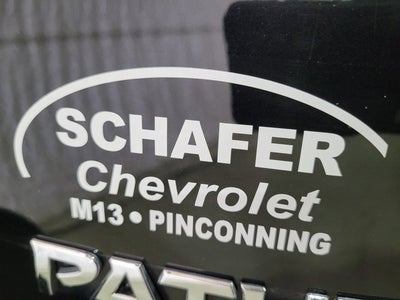 SCHAFER
Chevrolet
M13 • PINCONNING